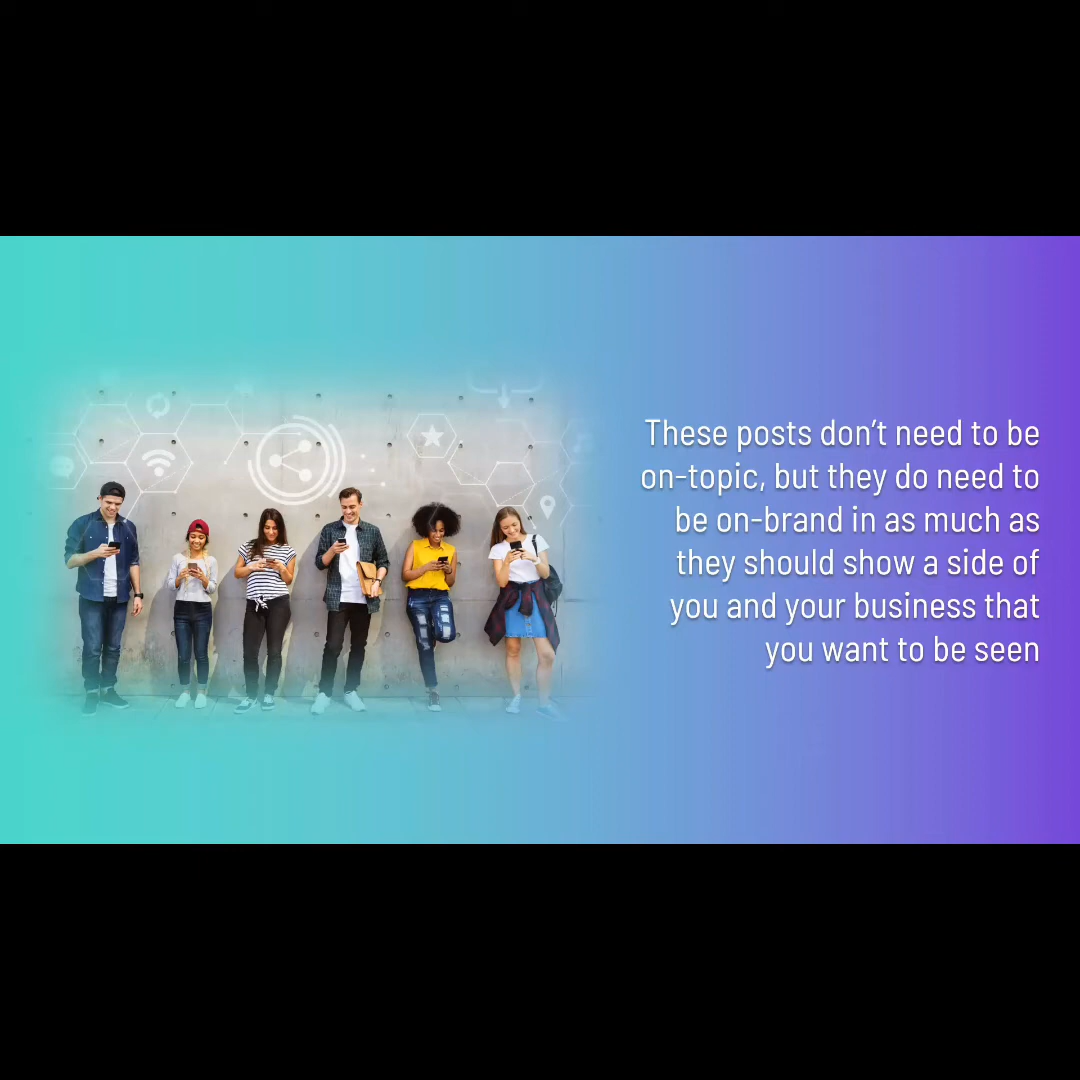 These posts don’t need to be
on-topic, but they do need to
be on-brand in as much as
they should show a side of
you and your business that
you want to be seen